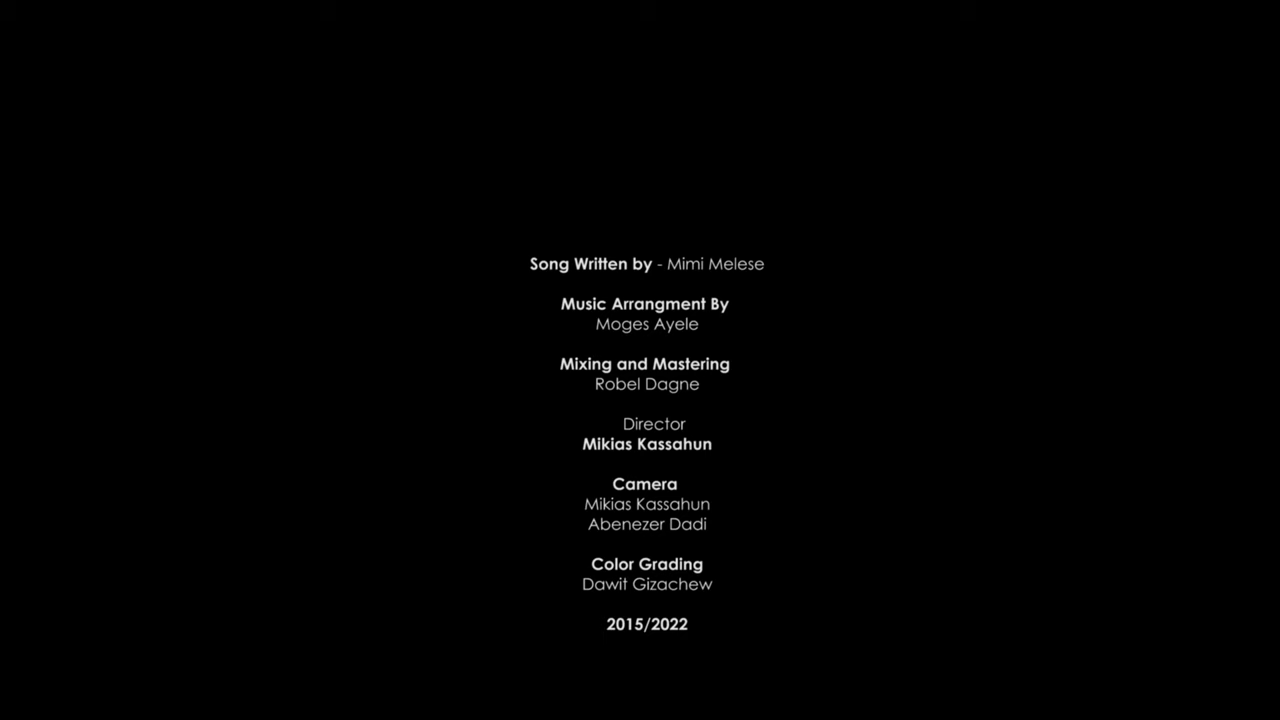 Song Written by - Mimi Melese
Music Arrangment By
Moges Ayele
Mixing and Mastering
Robel Dagne
Director
Mikias Kassahun
Camera
Mikias Kassahun
Abenezer Dadi
Color Grading
Dawit Gizachew
2015/2022